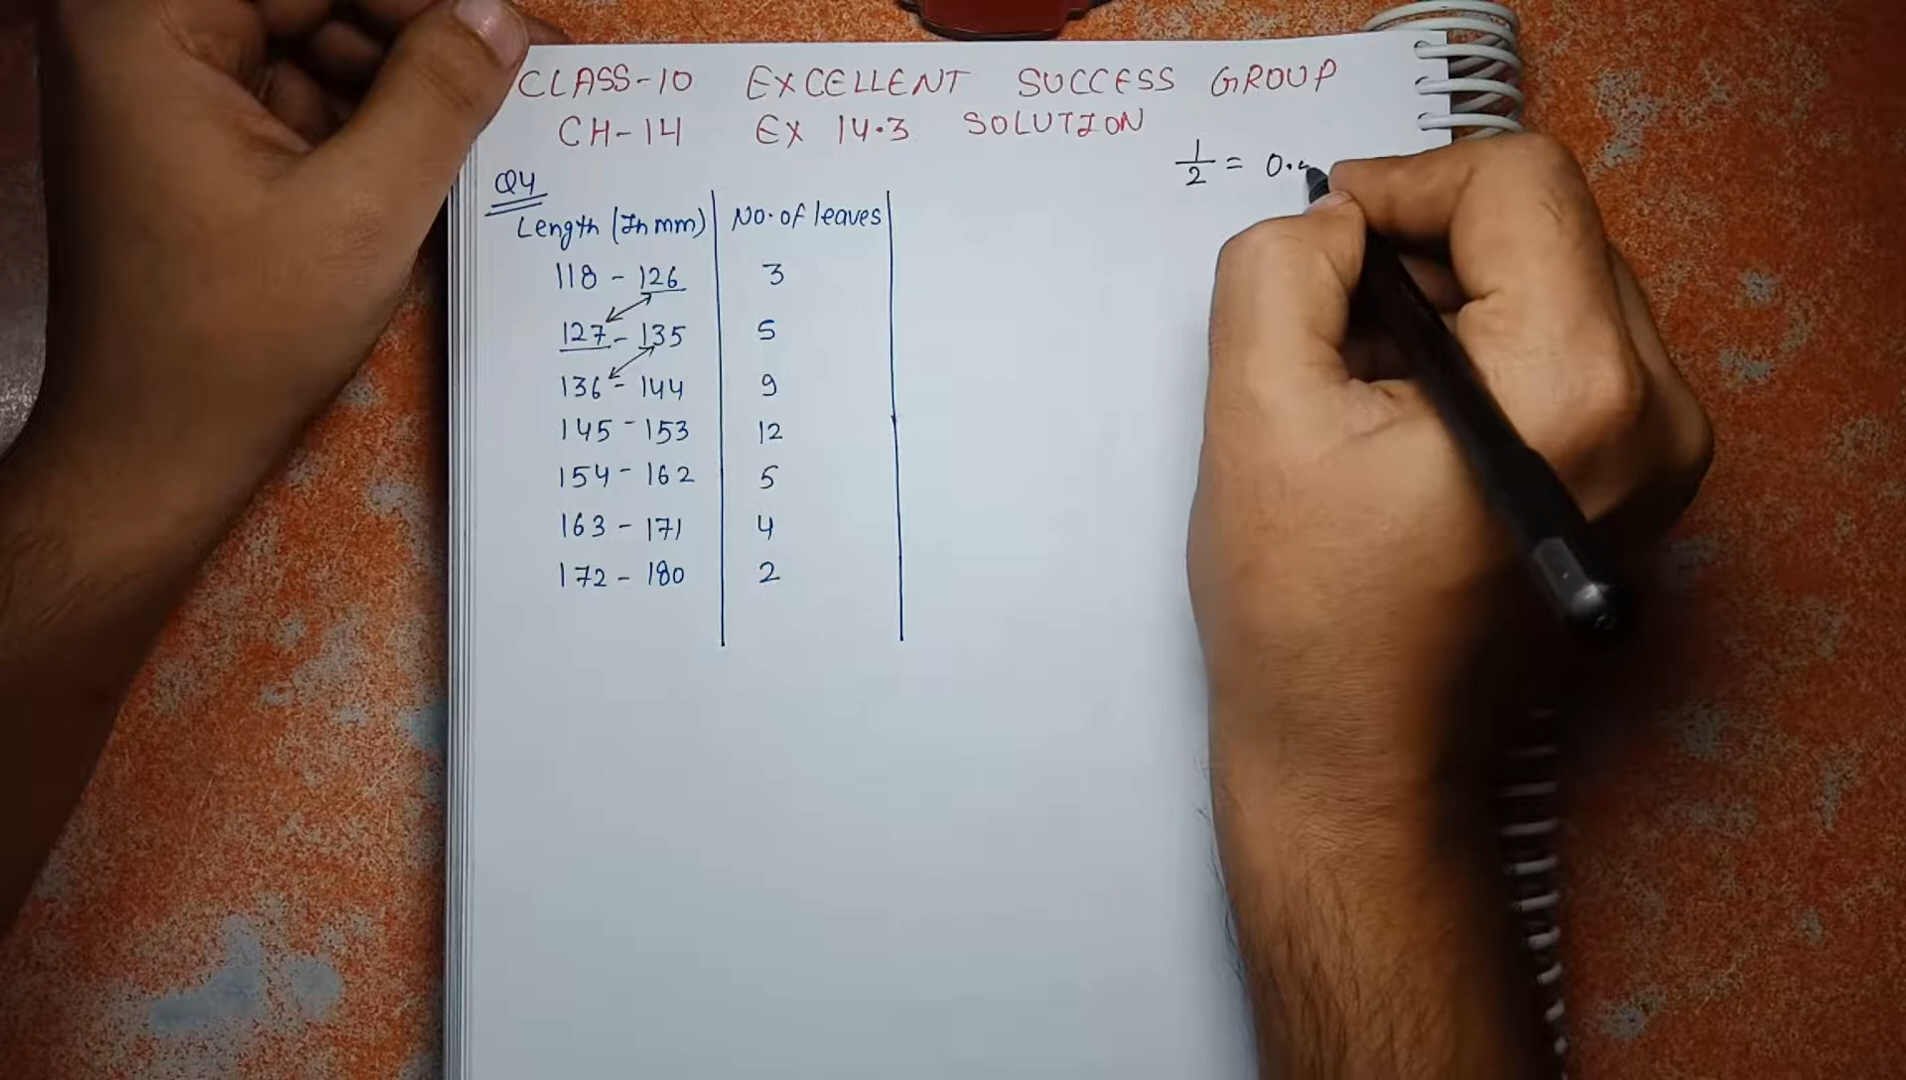 CLASS-10 EXCELLENT SUCCESS GROUP
CH-14 EX 14.3 SOLUTION
1/2 = 0.
Q4
Length (In mm) No. of leaves
118 - 126 3
127 - 135 5
136 - 144 9
145 - 153 12
154 - 162 5
163 - 171 4
172 - 180 2